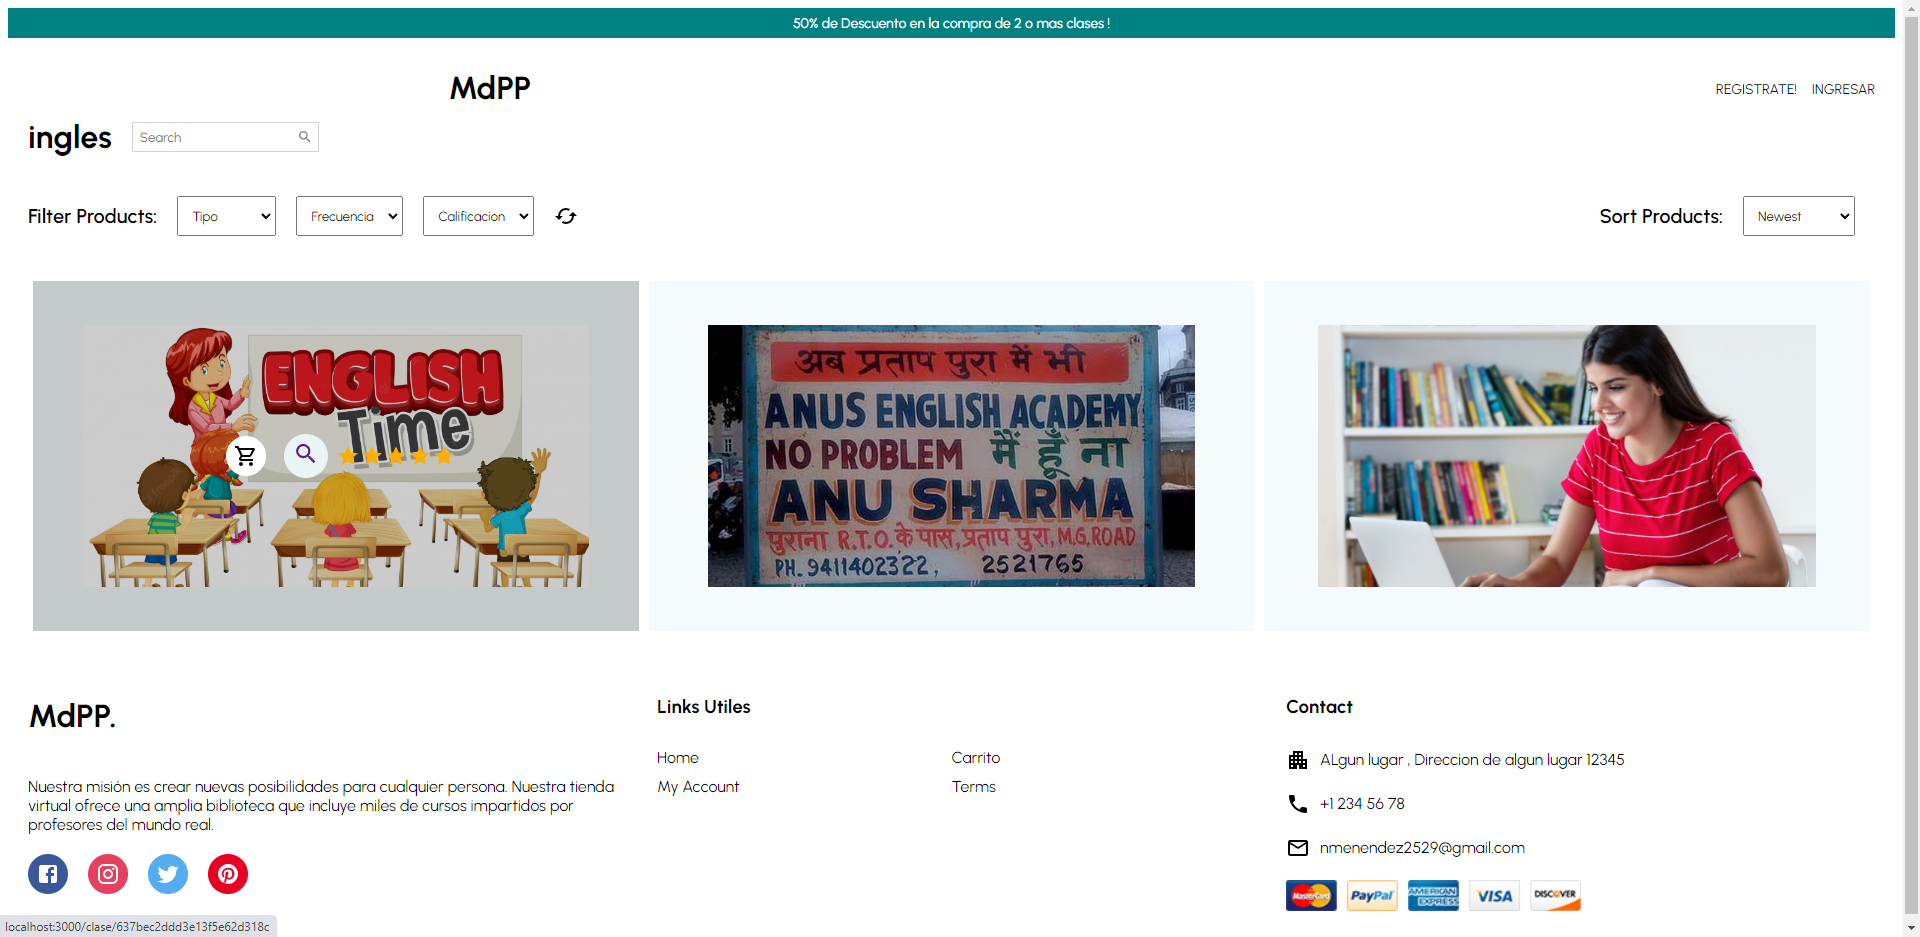 50% de Descuento en la compra de 2 o mas clases !
MdPP
REGISTRATE! INGRESAR
ingles
Search
Filter Products:
Tipo
Frecuencia
Calificacion
Sort Products:
Newest
ENGLISH
Time
अब प्रताप पुरा में भी
ANUS ENGLISH ACADEMY
NO PROBLEM मैं हूँ ना
ANU SHARMA
पुराना R.T.O. के पास, प्रताप पुरा, M.G. ROAD
PH. 9411402322, 2521765
MdPP.
Nuestra misión es crear nuevas posibilidades para cualquier persona. Nuestra tienda
virtual ofrece una amplia biblioteca que incluye miles de cursos impartidos por
profesores del mundo real.
Links Utiles
Home
Carrito
My Account
Terms
Contact
ALgun lugar , Direccion de algun lugar 12345
+1 234 56 78
nmenendez2529@gmail.com
MasterCard
PayPal
AMERICAN EXPRESS
VISA
DISCOVER
localhost:3000/clase/637bec2ddd3e13f5e62d318c